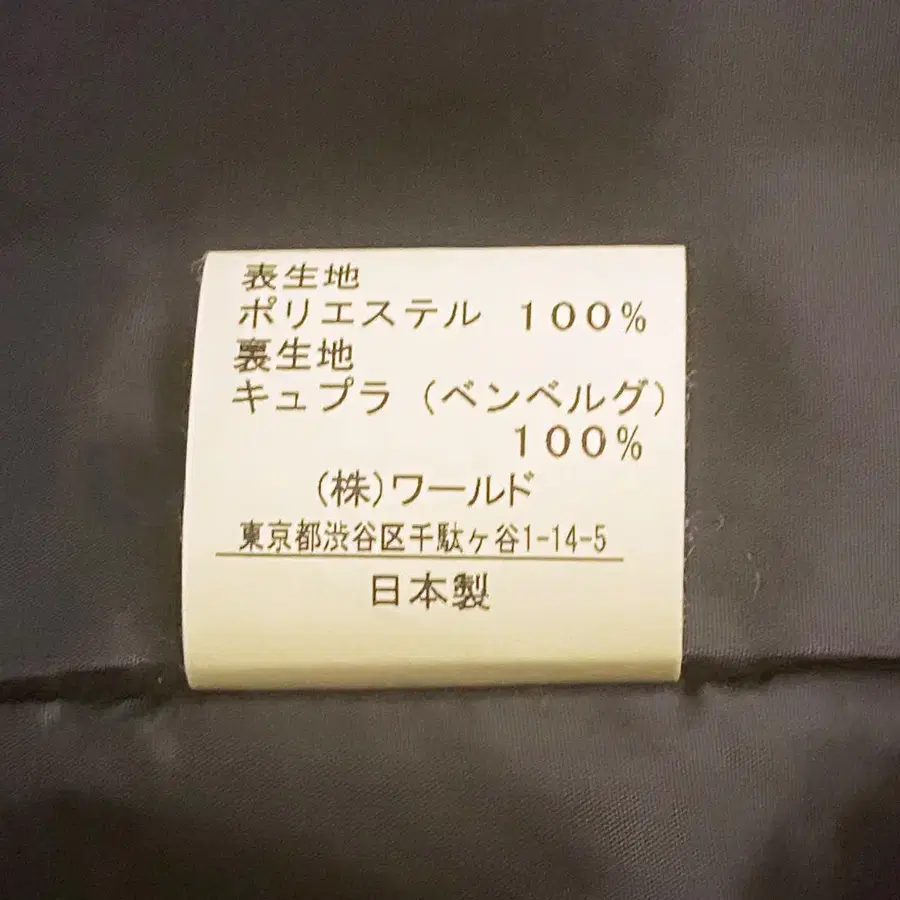 表生地
ポリエステル 100%
裏生地
キュプラ (ベンベルグ)
100%
(株)ワールド
東京都渋谷区千駄ヶ谷1-14-5
日本製